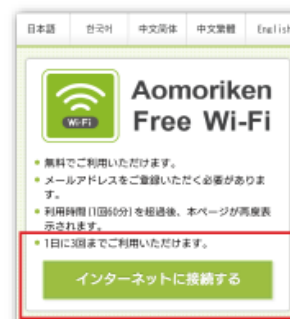 日本語 한국어 中文简体 中文繁體 English
Wi-Fi
Aomoriken
Free Wi-Fi
無料でご利用いただけます。
メールアドレスをご登録いただく必要がありま
す。
利用時間(1回60分)を超過後、本ページが再度表
示されます。
1日に3回までご利用いただけます。
インターネットに接続する